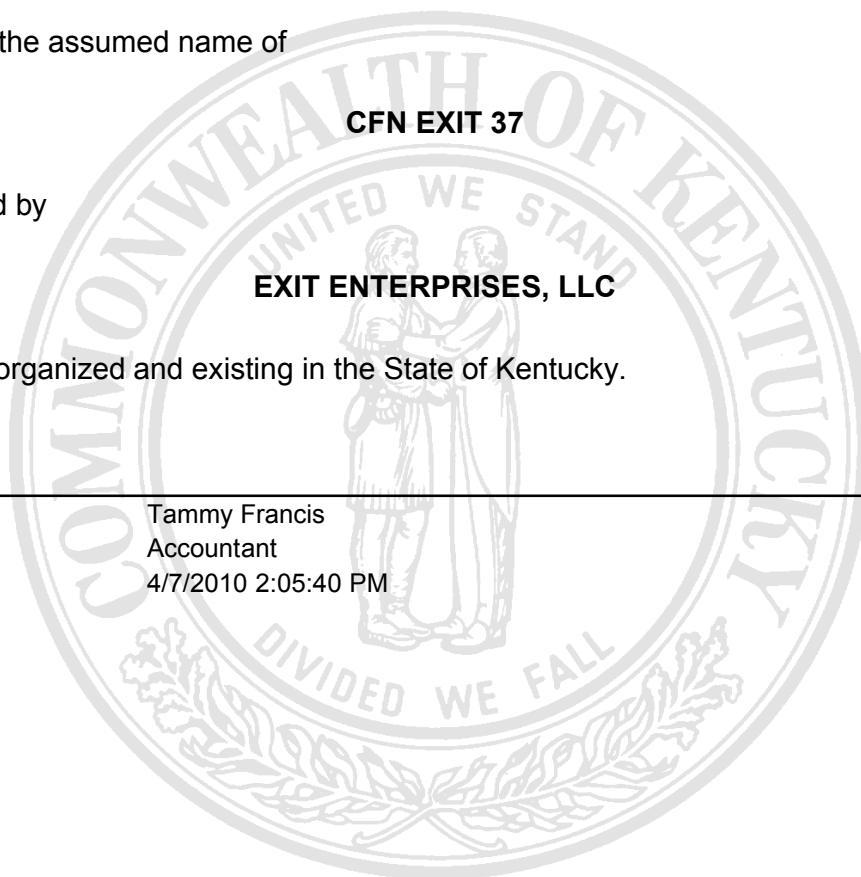 the assumed name of
CFN EXIT 37
d by
EXIT ENTERPRISES, LLC
organized and existing in the State of Kentucky.
Tammy Francis
Accountant
4/7/2010 2:05:40 PM
COMMONWEALTH OF KENTUCKY
UNITED WE STAND
DIVIDED WE FALL